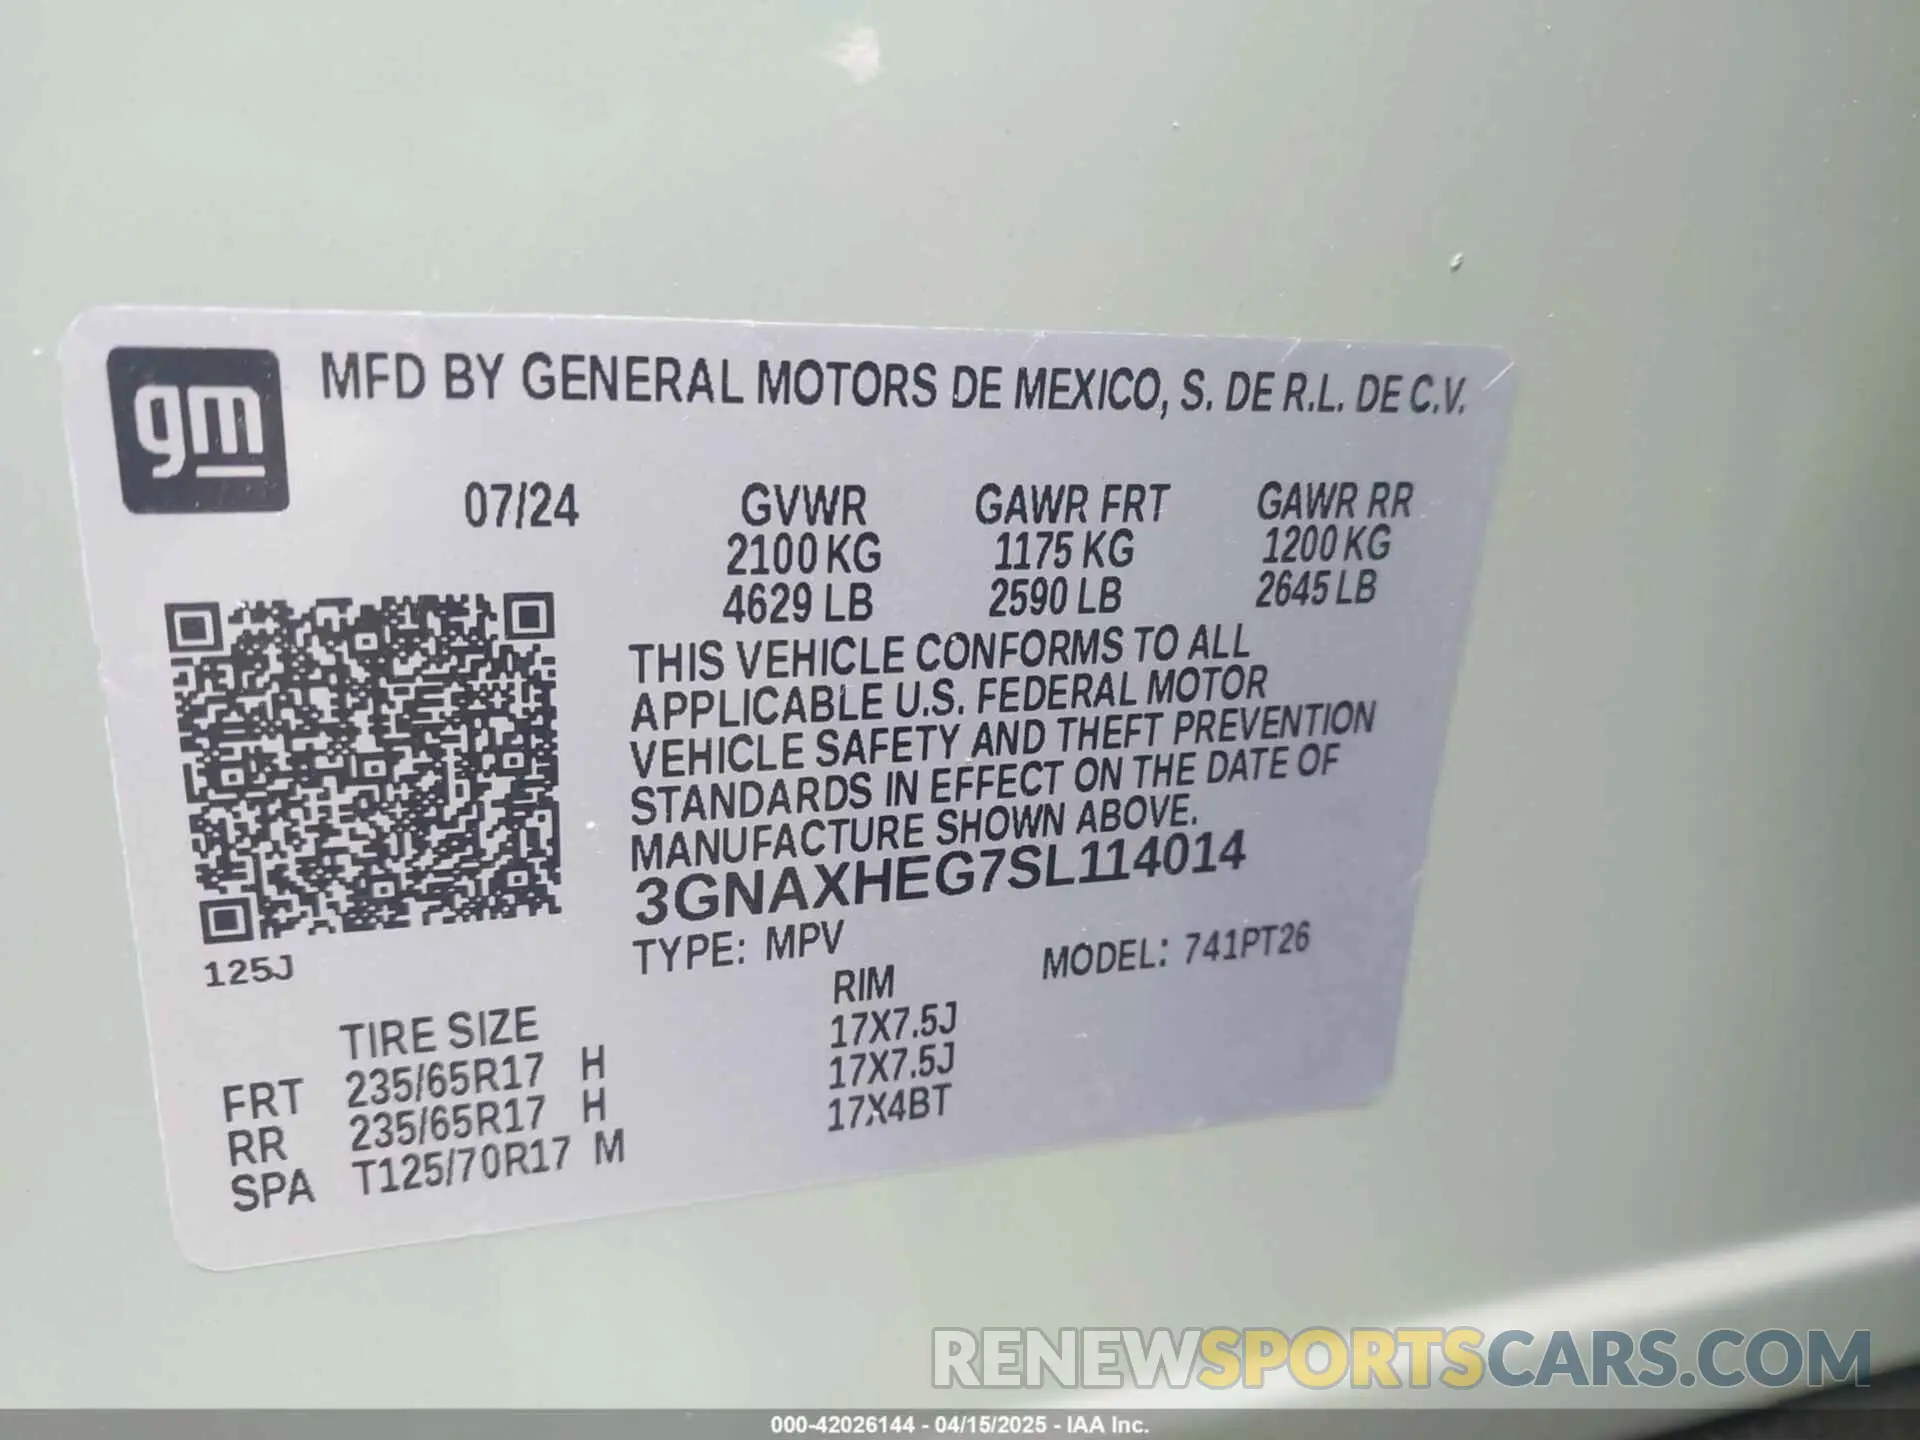 gm
MFD BY GENERAL MOTORS DE MEXICO, S. DE R.L. DE C.V.
07/24 GVWR GAWR FRT GAWR RR
2100 KG 1175 KG 1200 KG
4629 LB 2590 LB 2645 LB
THIS VEHICLE CONFORMS TO ALL
APPLICABLE U.S. FEDERAL MOTOR
VEHICLE SAFETY AND THEFT PREVENTION
STANDARDS IN EFFECT ON THE DATE OF
MANUFACTURE SHOWN ABOVE.
3GNAXHEG7SL114014
TYPE: MPV MODEL: 741PT26
125J
TIRE SIZE RIM
FRT 235/65R17 H 17X7.5J
RR 235/65R17 H 17X7.5J
SPA T125/70R17 M 17X4BT
RENEWSPORTSCARS.COM
000-42026144 - 04/15/2025 - IAA Inc.